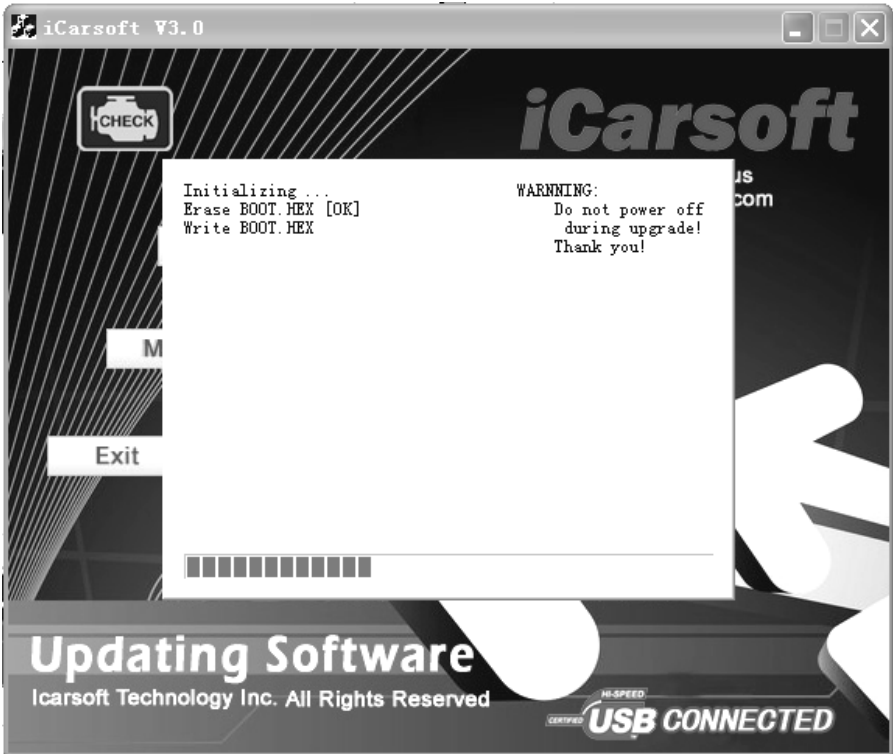 iCarsoft V3.0
CHECK
iCarsoft
us
com
Initializing ...
Erase BOOT.HEX [OK]
Write BOOT.HEX
WARNNING:
Do not power off
during upgrade!
Thank you!
M
Exit
Updating Software
Icarsoft Technology Inc. All Rights Reserved
HI-SPEED
CERTIFIED USB CONNECTED